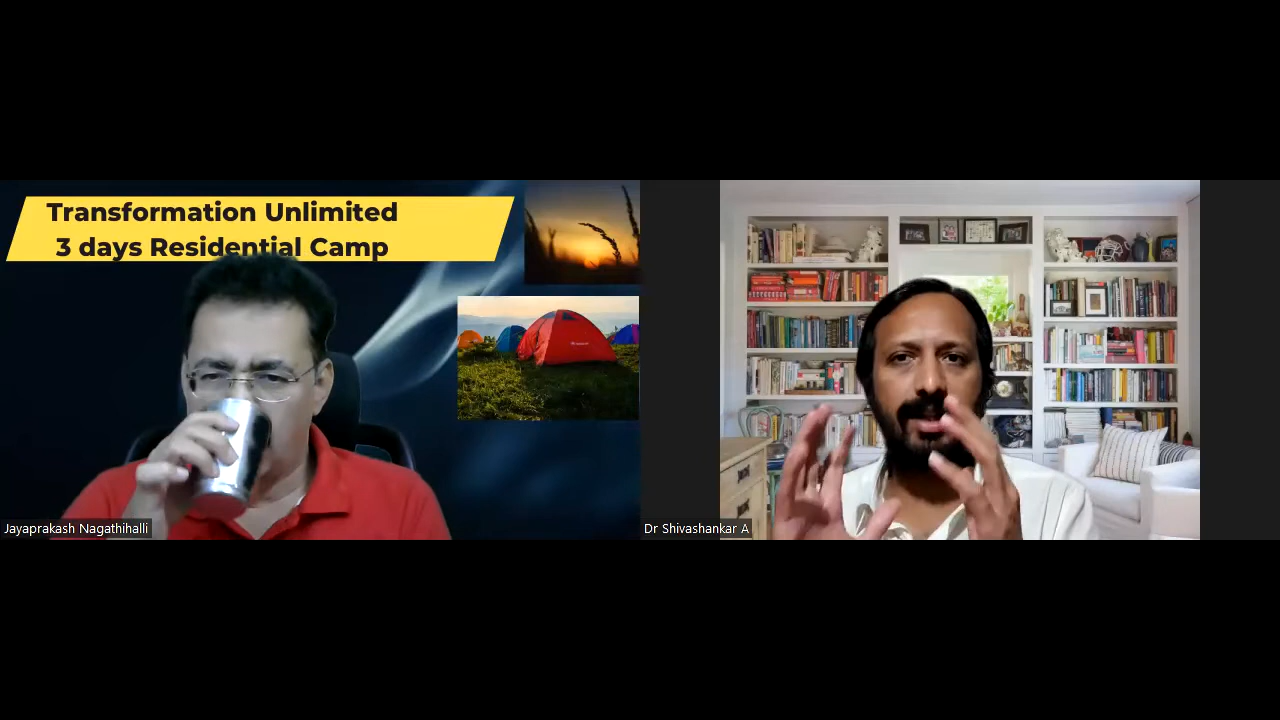 Transformation Unlimited
3 days Residential Camp
Jayaprakash Nagathihalli
Dr Shivashankar A